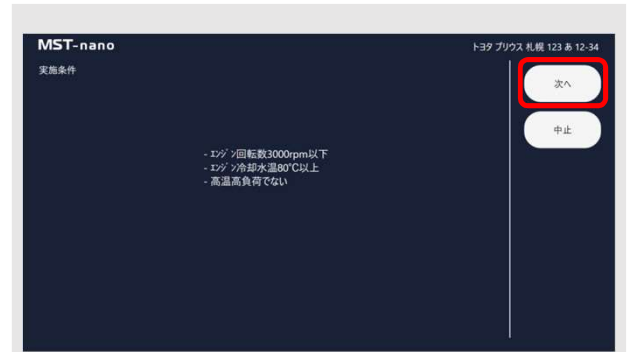 MST-nano
トヨタ プリウス 札幌 123 あ 12-34
実施条件
次へ
中止
- ｴﾝｼﾞﾝ回転数3000rpm以下
- ｴﾝｼﾞﾝ冷却水温80℃以上
- 高温高負荷でない